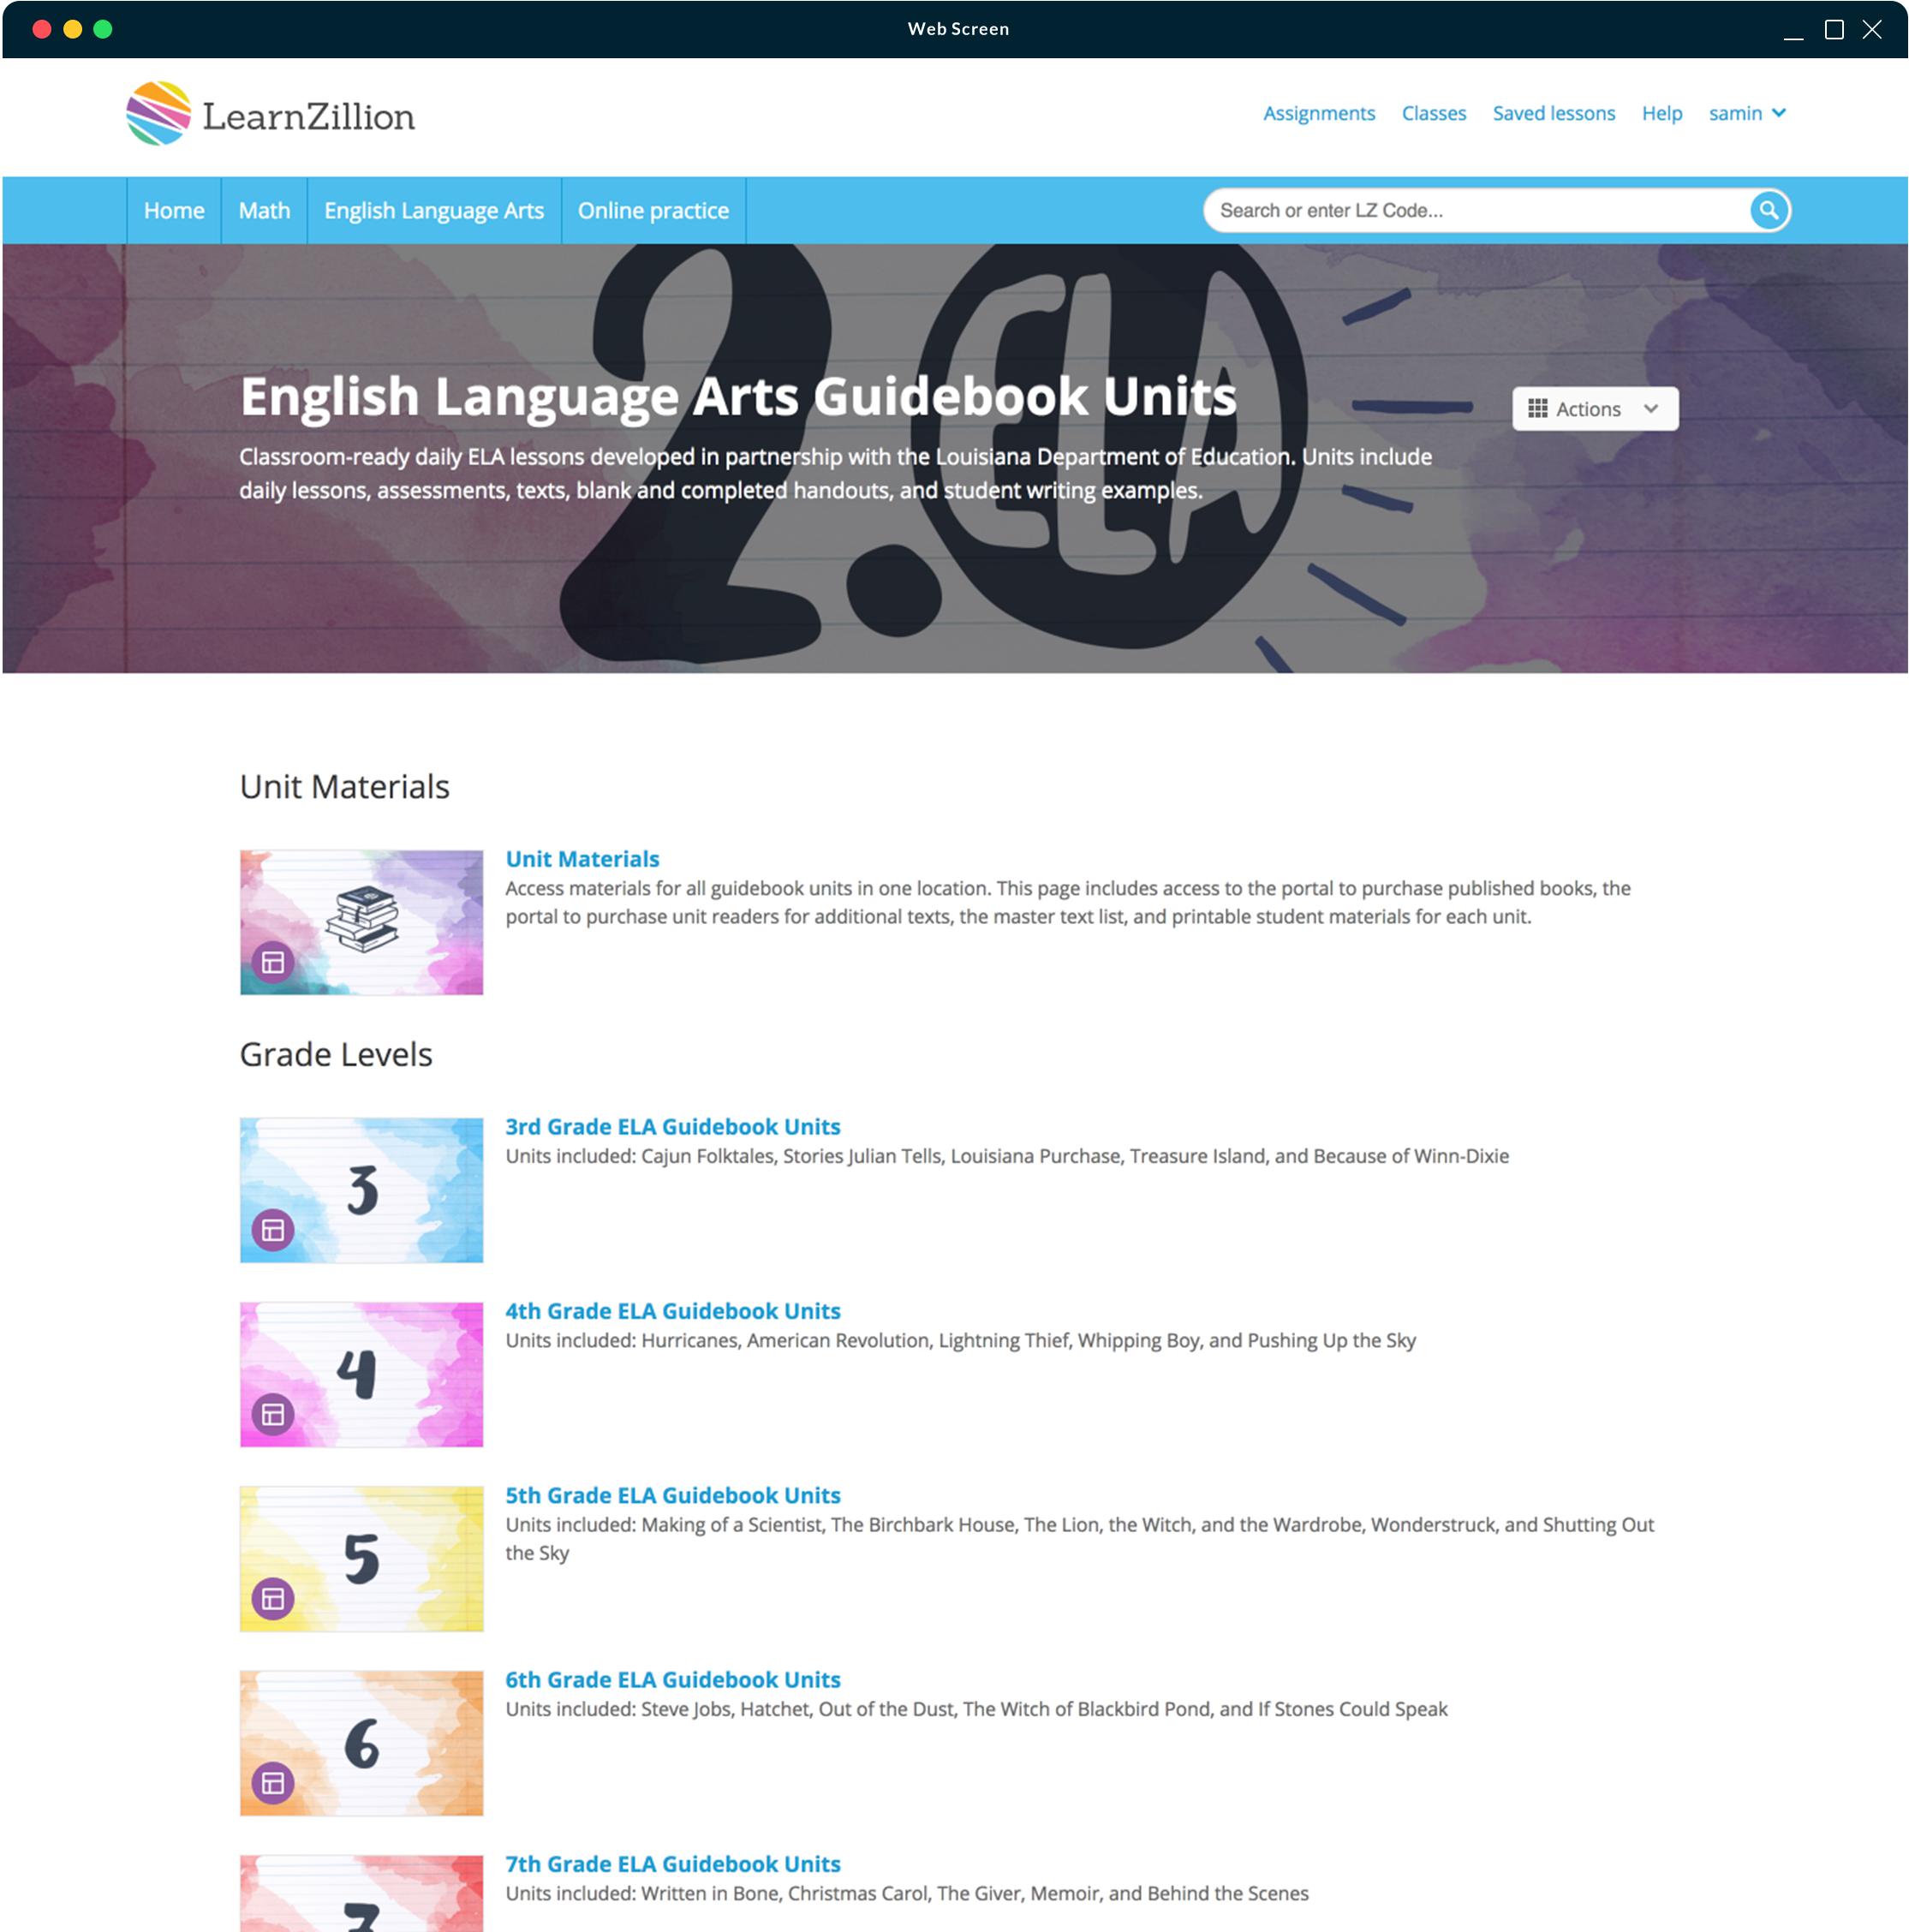 Web Screen
LearnZillion
Assignments Classes Saved lessons Help samin
Home Math English Language Arts Online practice
Search or enter LZ Code...
2.ELA
English Language Arts Guidebook Units
Actions
Classroom-ready daily ELA lessons developed in partnership with the Louisiana Department of Education. Units include
daily lessons, assessments, texts, blank and completed handouts, and student writing examples.
Unit Materials
Unit Materials
Access materials for all guidebook units in one location. This page includes access to the portal to purchase published books, the
portal to purchase unit readers for additional texts, the master text list, and printable student materials for each unit.
Grade Levels
3
3rd Grade ELA Guidebook Units
Units included: Cajun Folktales, Stories Julian Tells, Louisiana Purchase, Treasure Island, and Because of Winn-Dixie
4
4th Grade ELA Guidebook Units
Units included: Hurricanes, American Revolution, Lightning Thief, Whipping Boy, and Pushing Up the Sky
5
5th Grade ELA Guidebook Units
Units included: Making of a Scientist, The Birchbark House, The Lion, the Witch, and the Wardrobe, Wonderstruck, and Shutting Out
the Sky
6
6th Grade ELA Guidebook Units
Units included: Steve Jobs, Hatchet, Out of the Dust, The Witch of Blackbird Pond, and If Stones Could Speak
7
7th Grade ELA Guidebook Units
Units included: Written in Bone, Christmas Carol, The Giver, Memoir, and Behind the Scenes